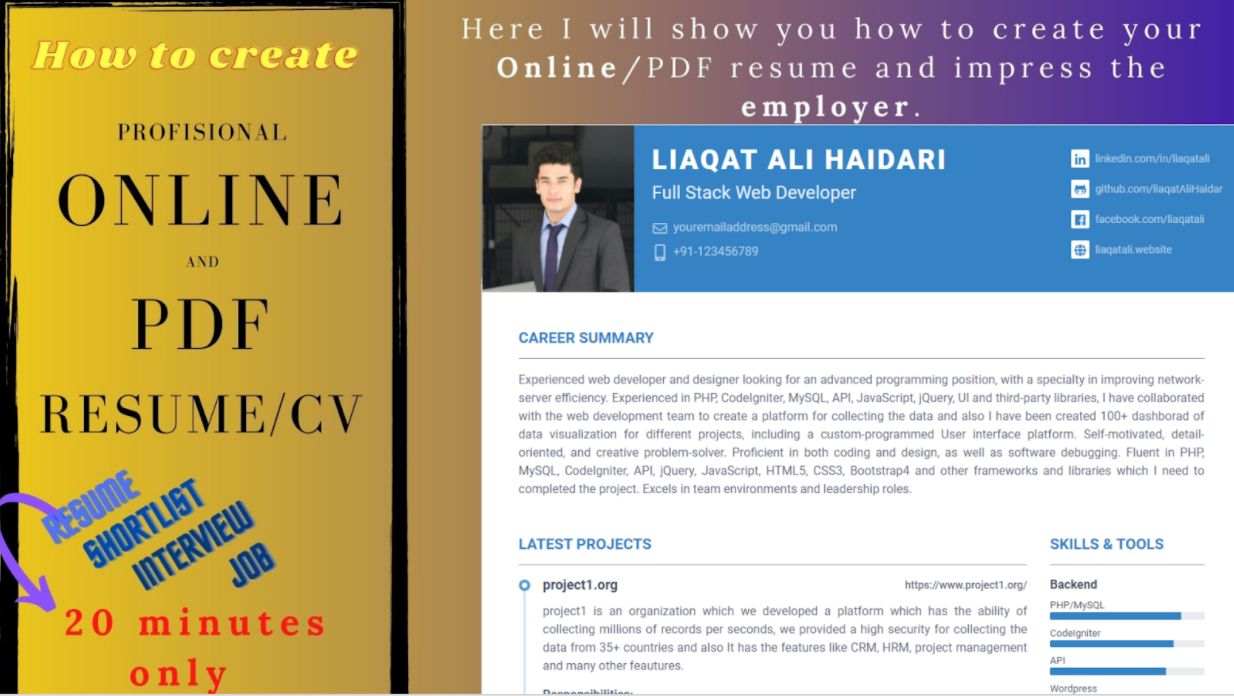 How to create
PROFISIONAL
ONLINE
AND
PDF
RESUME/CV
RESUME
SHORTLIST
INTERVIEW
JOB
20 minutes
only
Here I will show you how to create your
Online/PDF resume and impress the
employer.
LIAQAT ALI HAIDARI
Full Stack Web Developer
youremailaddress@gmail.com
+91-123456789
linkedin.com/in/liaqatali
github.com/liaqatAliHaidar
facebook.com/liaqatali
liaqatali.website
CAREER SUMMARY
Experienced web developer and designer looking for an advanced programming position, with a specialty in improving network-
server efficiency. Experienced in PHP, CodeIgniter, MySQL, API, JavaScript, jQuery, UI and third-party libraries, I have collaborated
with the web development team to create a platform for collecting the data and also I have been created 100+ dashborad of
data visualization for different projects, including a custom-programmed User interface platform. Self-motivated, detail-
oriented, and creative problem-solver. Proficient in both coding and design, as well as software debugging. Fluent in PHP,
MySQL, CodeIgniter, API, jQuery, JavaScript, HTML5, CSS3, Bootstrap4 and other frameworks and libraries which I need to
completed the project. Excels in team environments and leadership roles.
LATEST PROJECTS
project1.org https://www.project1.org/
project1 is an organization which we developed a platform which has the ability of
collecting millions of records per seconds, we provided a high security for collecting the
data from 35+ countries and also It has the features like CRM, HRM, project management
and many other feautures.
Responsibilities:
SKILLS & TOOLS
Backend
PHP/MySQL
CodeIgniter
API
Wordpress